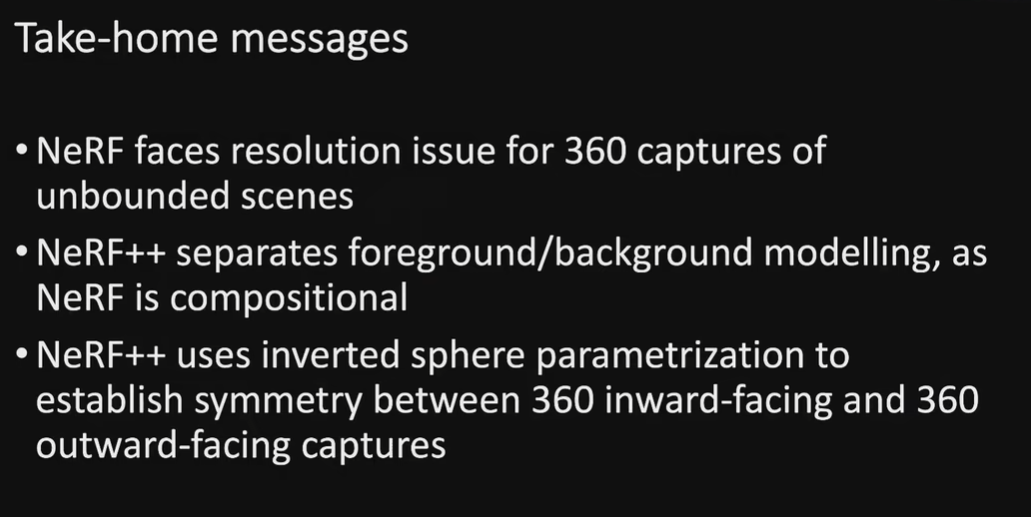 Take-home messages
• NeRF faces resolution issue for 360 captures of
unbounded scenes
• NeRF++ separates foreground/background modelling, as
NeRF is compositional
• NeRF++ uses inverted sphere parametrization to
establish symmetry between 360 inward-facing and 360
outward-facing captures